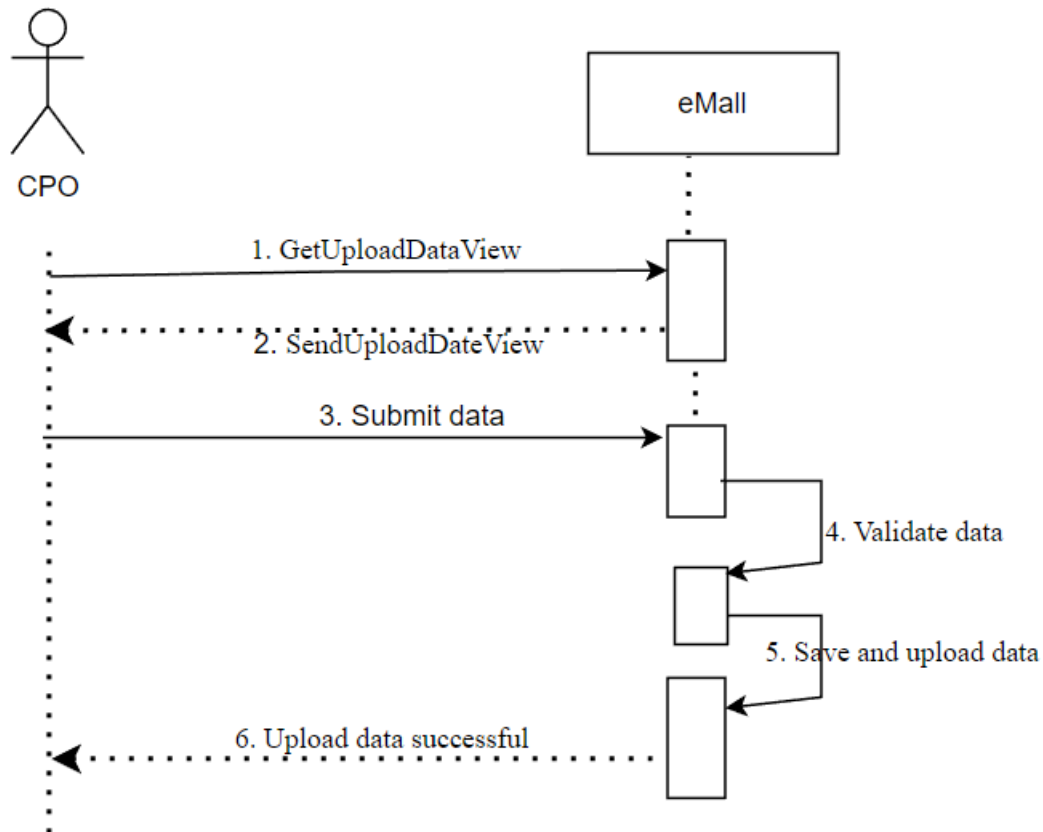 eMall
CPO
1. GetUploadDataView
2. SendUploadDateView
3. Submit data
4. Validate data
5. Save and upload data
6. Upload data successful